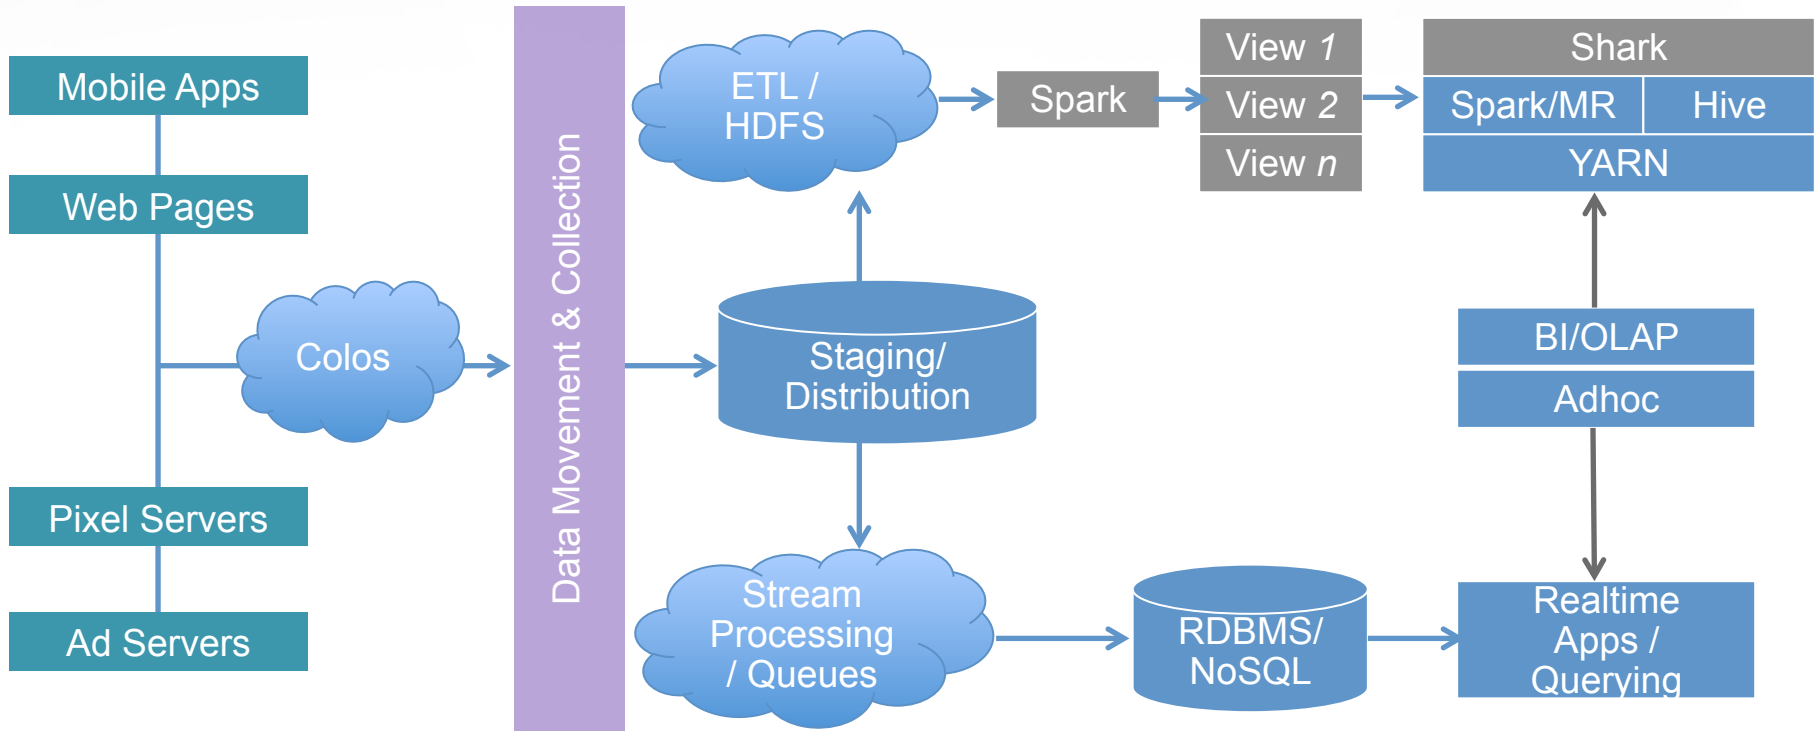 Mobile Apps
Web Pages
Colos
Pixel Servers
Ad Servers
Data Movement & Collection
ETL /
HDFS
Spark
View 1
View 2
View n
Shark
Spark/MR
Hive
YARN
Staging/
Distribution
BI/OLAP
Adhoc
Stream
Processing
/ Queues
RDBMS/
NoSQL
Realtime
Apps /
Querying